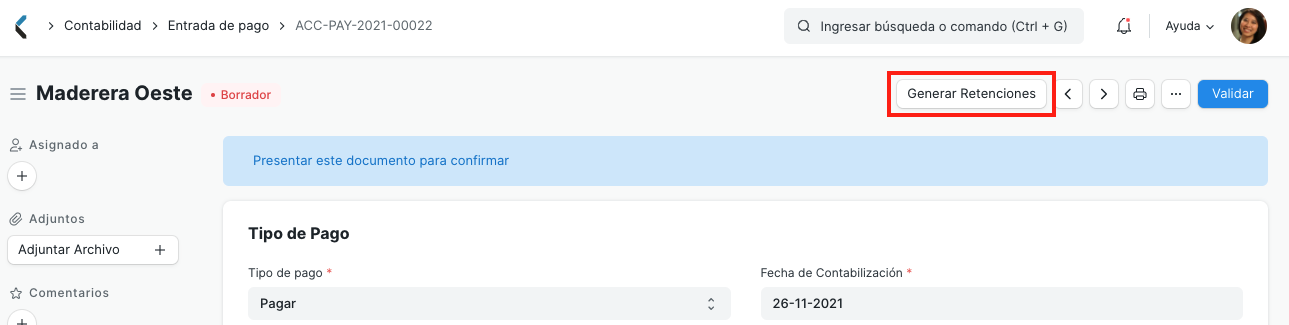 Contabilidad > Entrada de pago > ACC-PAY-2021-00022
Ingresar búsqueda o comando (Ctrl + G)
Ayuda
Maderera Oeste
• Borrador
Generar Retenciones
Validar
Asignado a
Presentar este documento para confirmar
Adjuntos
Adjuntar Archivo
Comentarios
Tipo de Pago
Tipo de pago *
Fecha de Contabilización *
Pagar
26-11-2021